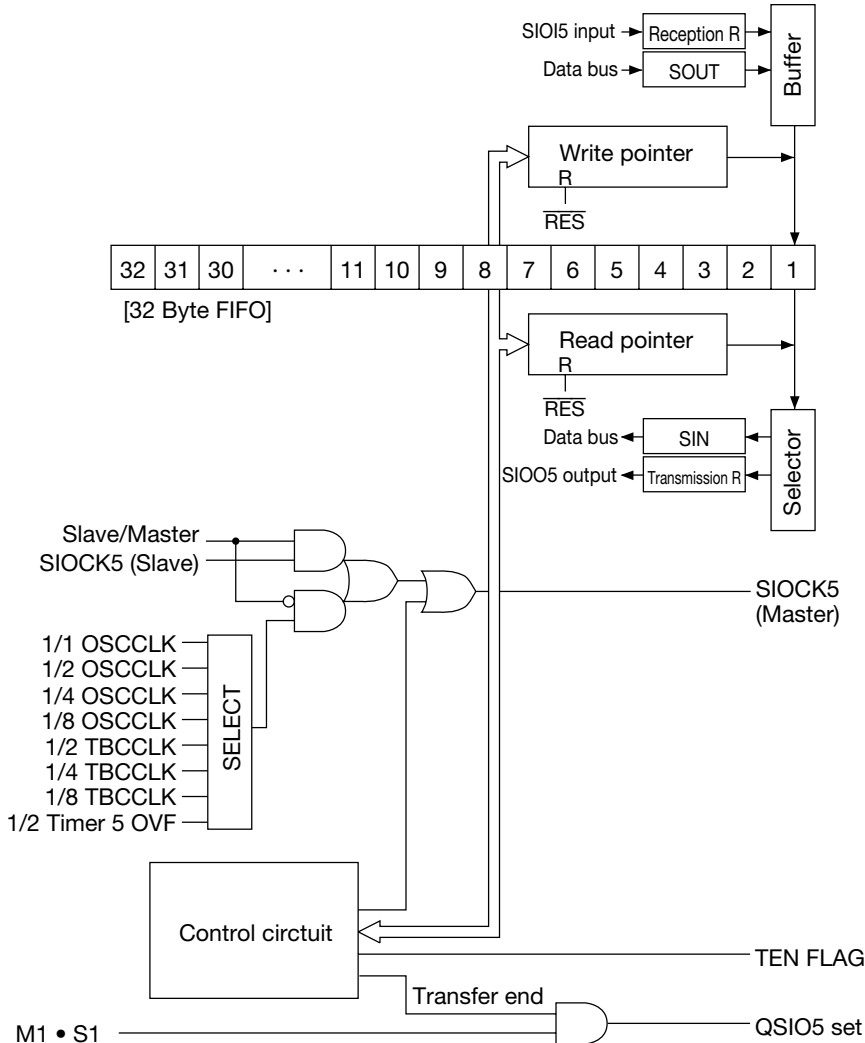 SIOI5 input
Reception R
Data bus
SOUT
Buffer
Write pointer
R
RES
32 31 30 · · · 11 10 9 8 7 6 5 4 3 2 1
[32 Byte FIFO]
Read pointer
R
RES
Data bus
SIN
SIOO5 output
Transmission R
Selector
Slave/Master
SIOCK5 (Slave)
SIOCK5
(Master)
1/1 OSCCLK
1/2 OSCCLK
1/4 OSCCLK
1/8 OSCCLK
1/2 TBCCLK
1/4 TBCCLK
1/8 TBCCLK
1/2 Timer 5 OVF
SELECT
Control circtuit
TEN FLAG
Transfer end
M1 • S1
QSIO5 set